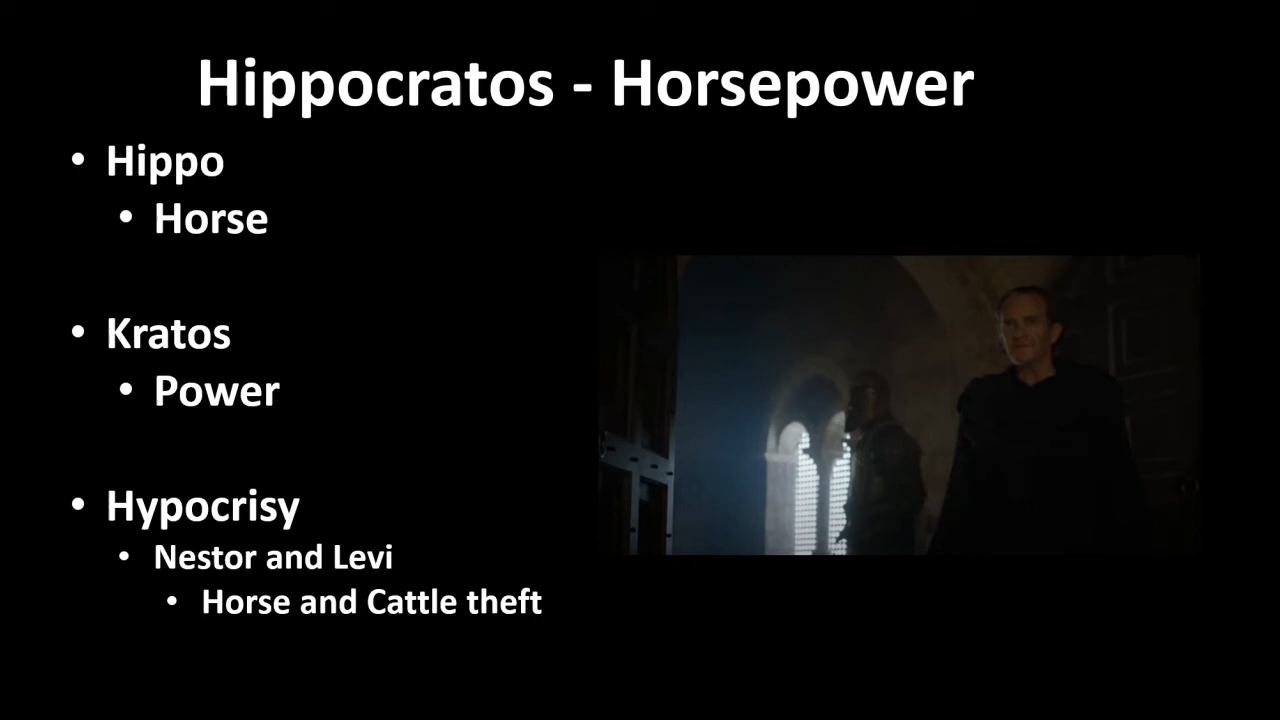 Hippocratos - Horsepower
• Hippo
• Horse
• Kratos
• Power
• Hypocrisy
• Nestor and Levi
• Horse and Cattle theft